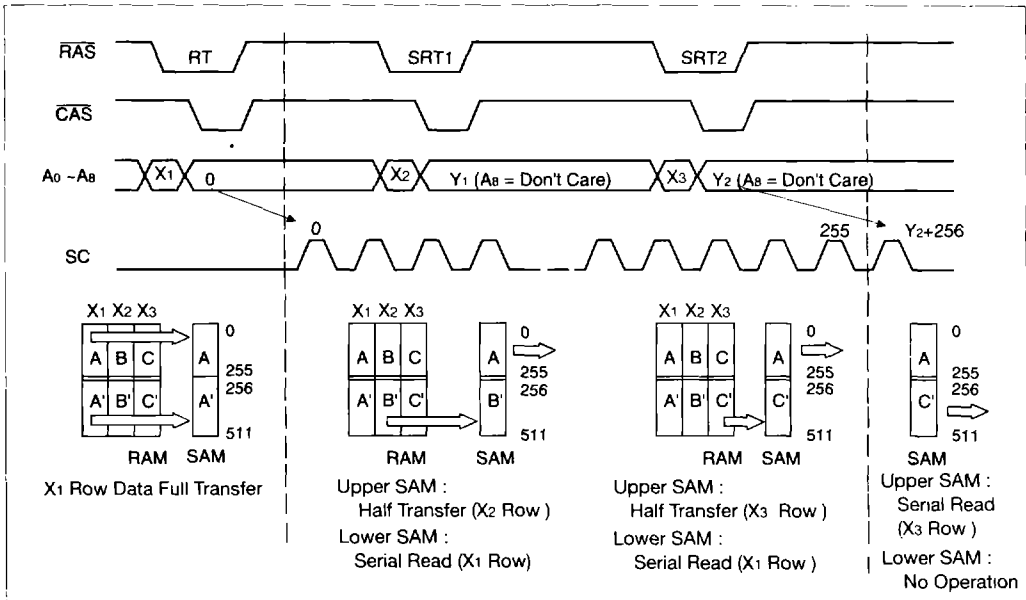 RAS RT SRT1 SRT2
CAS
A0 ~A8 X1 0 X2 Y1 (A8 = Don't Care) X3 Y2 (A8 = Don't Care)
SC 0 255 Y2+256
X1 X2 X3
A B C
A' B' C'
A
A'
0
255
256
511
RAM SAM
X1 Row Data Full Transfer
X1 X2 X3
A B C
A' B' C'
A
B'
0
255
256
511
RAM SAM
Upper SAM :
Half Transfer (X2 Row )
Lower SAM :
Serial Read (X1 Row)
X1 X2 X3
A B C
A' B' C'
A
C'
0
255
256
511
RAM SAM
Upper SAM :
Half Transfer (X3 Row )
Lower SAM :
Serial Read (X1 Row )
A
C'
0
255
256
511
SAM
Upper SAM :
Serial Read
(X3 Row )
Lower SAM :
No Operation